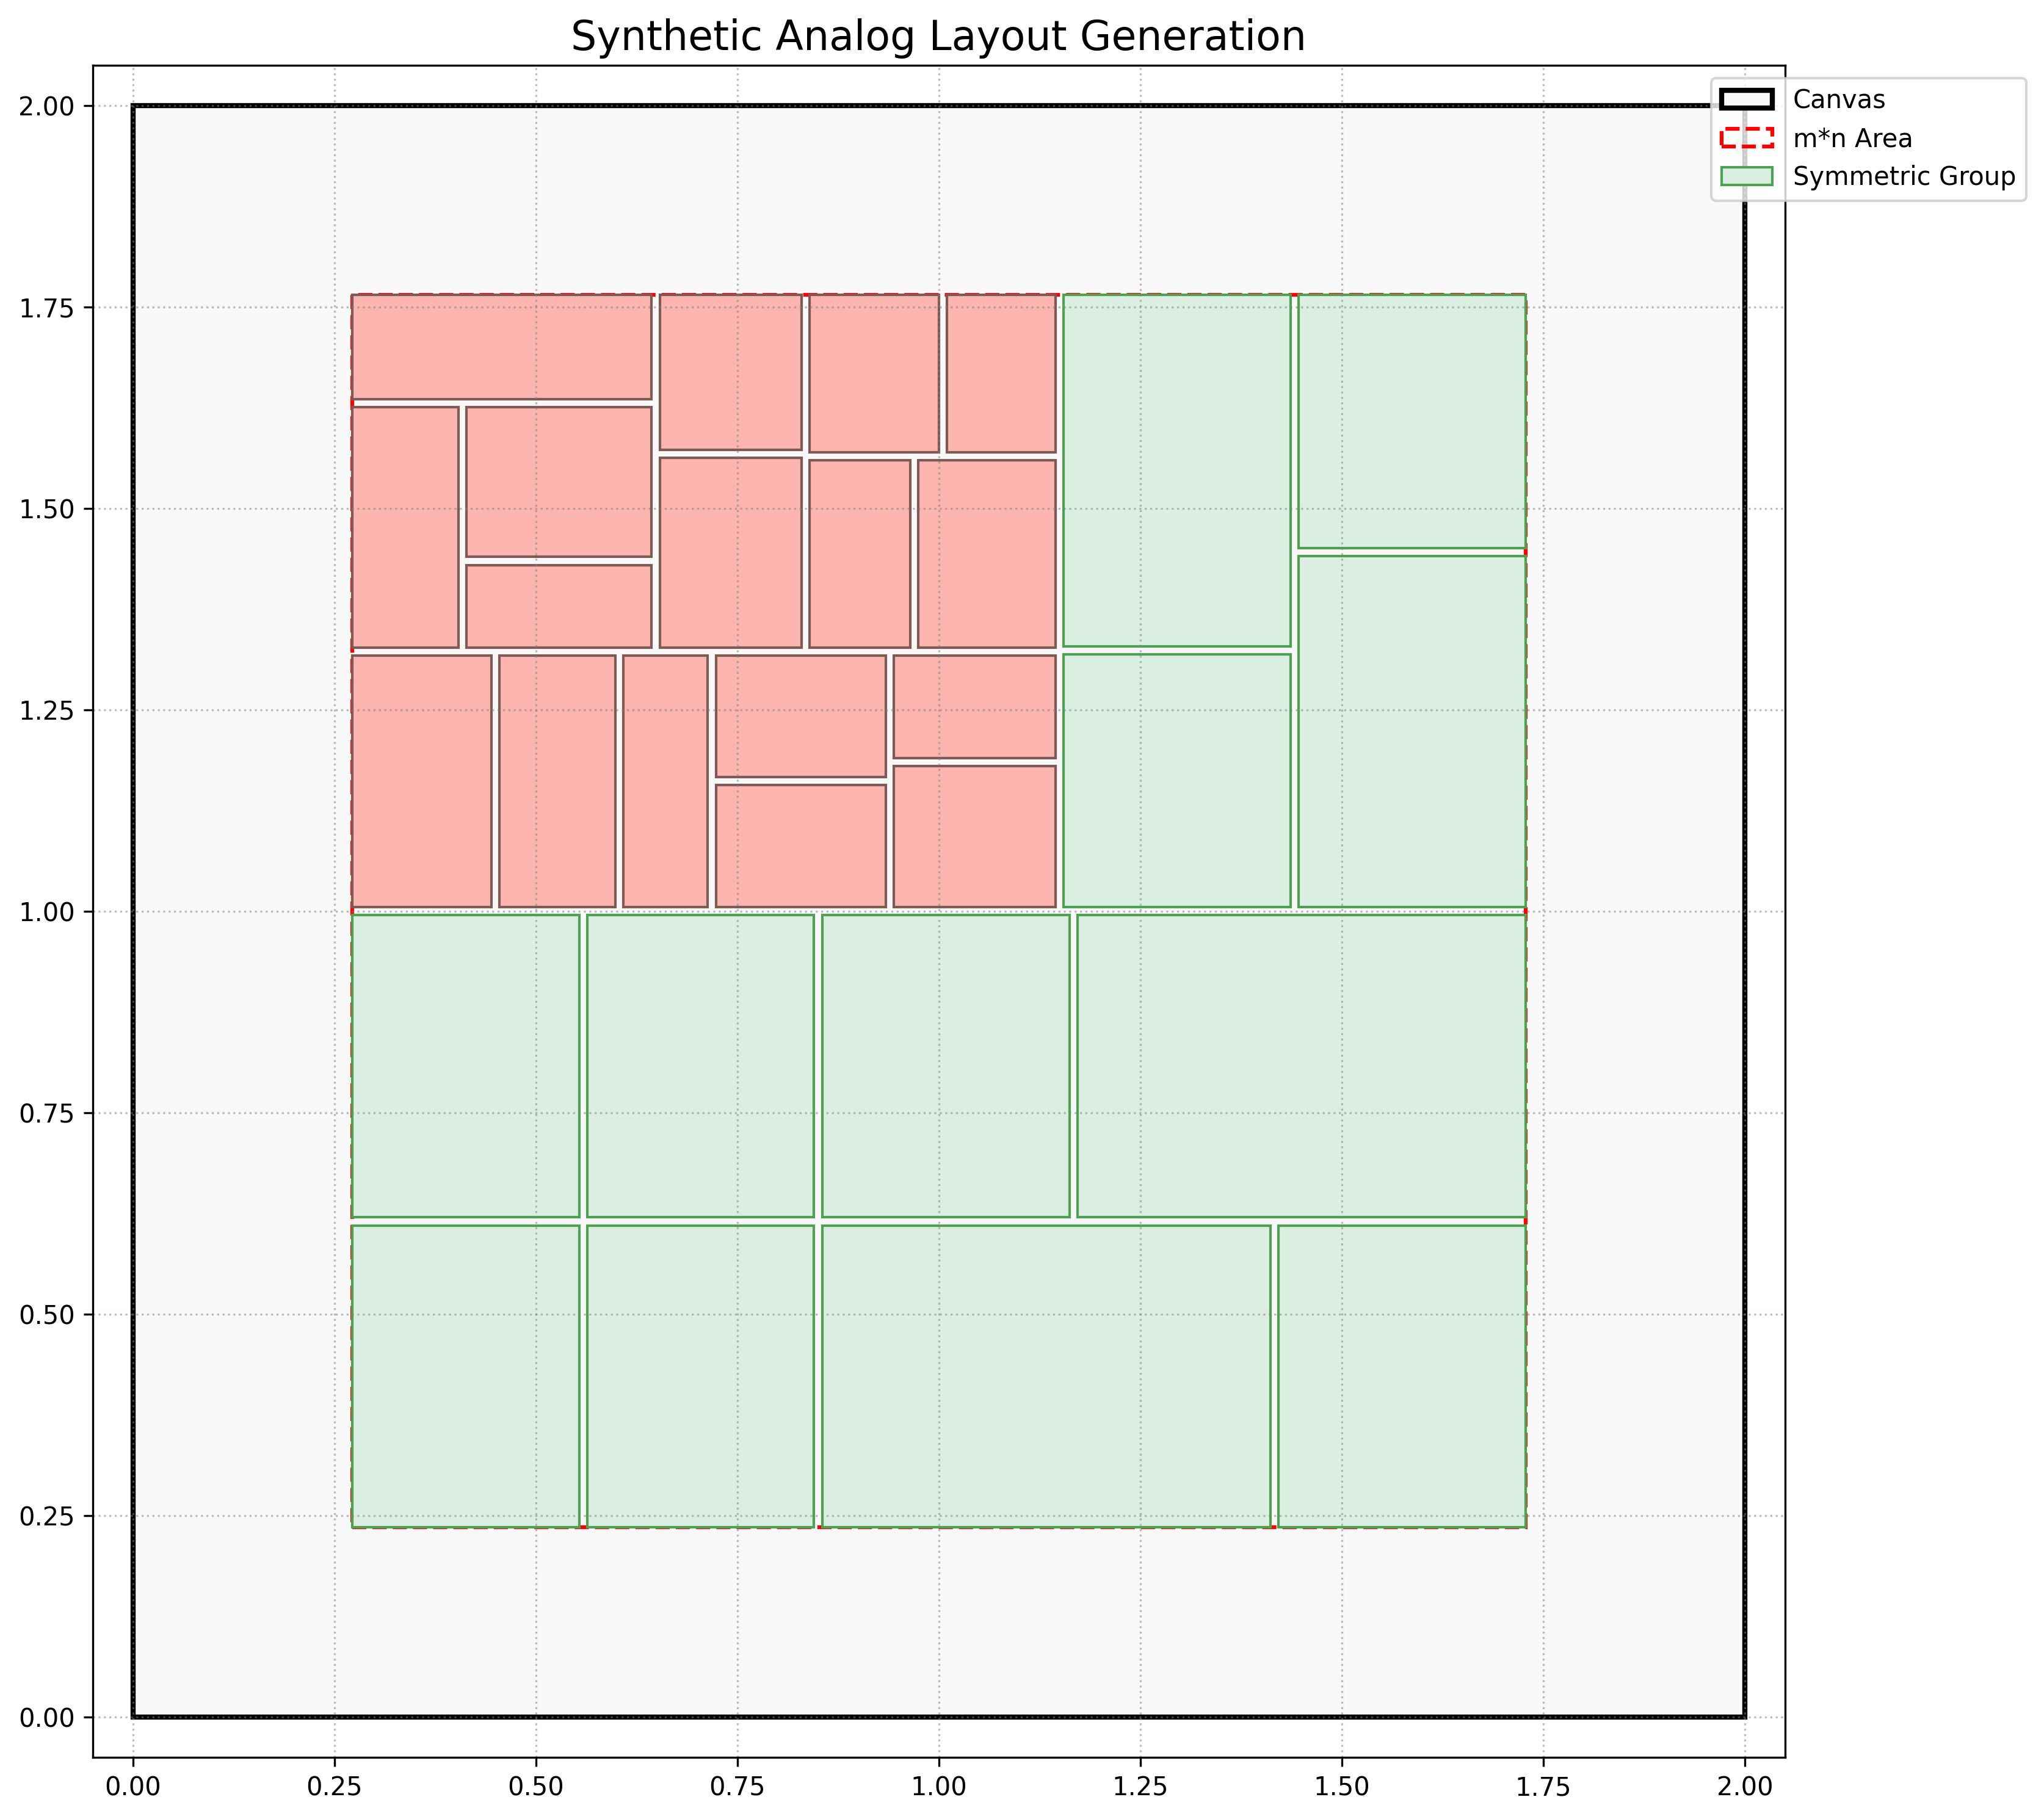 Synthetic Analog Layout Generation
Canvas
m*n Area
Symmetric Group
2.00
1.75
1.50
1.25
1.00
0.75
0.50
0.25
0.00
0.00 0.25 0.50 0.75 1.00 1.25 1.50 1.75 2.00